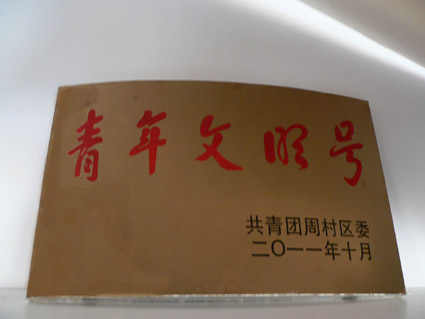 青年文明号
共青团周村区委
二〇一一年十月